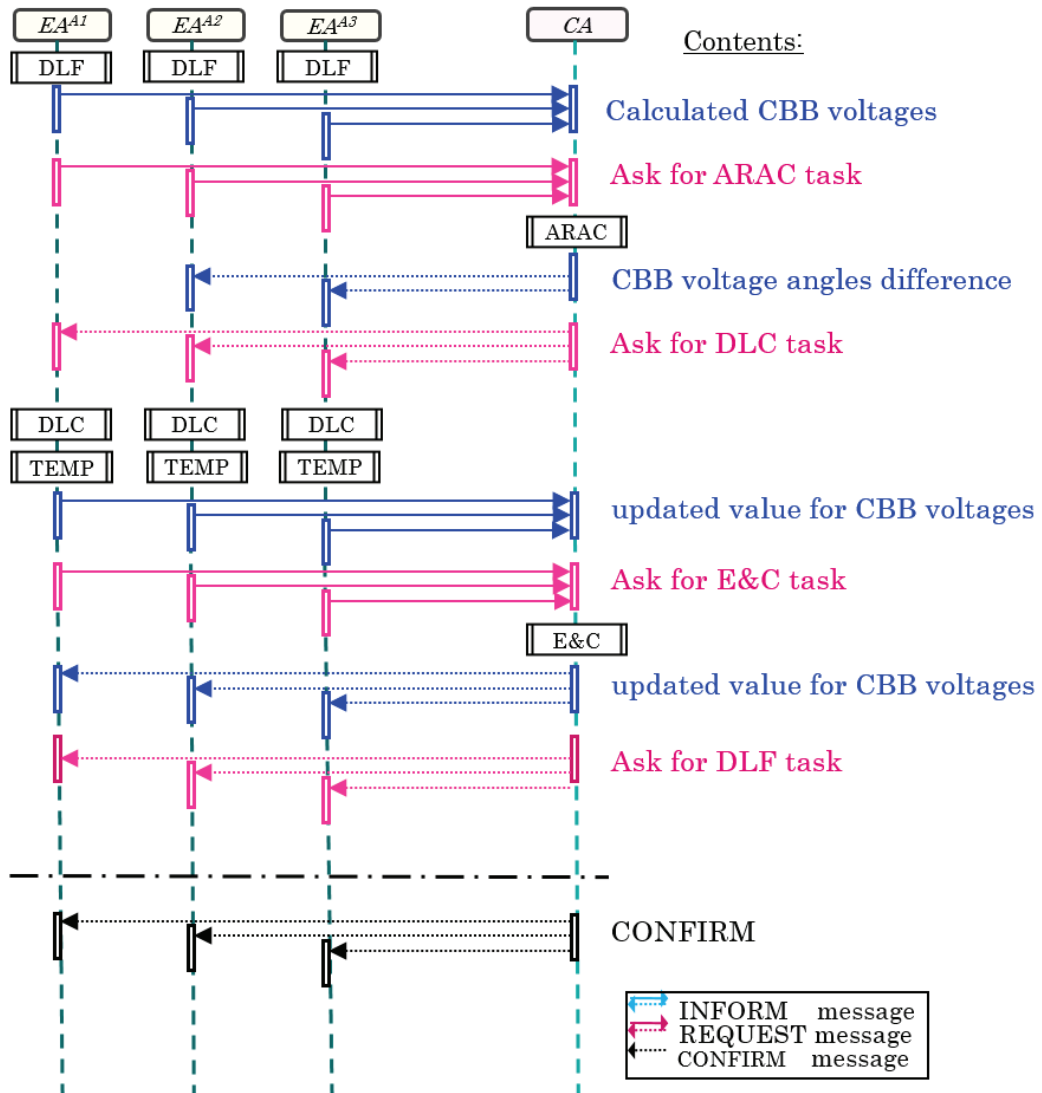 EA^A1 EA^A2 EA^A3 CA
Contents:
DLF DLF DLF
Calculated CBB voltages
Ask for ARAC task
ARAC
CBB voltage angles difference
Ask for DLC task
DLC DLC DLC
TEMP TEMP TEMP
updated value for CBB voltages
Ask for E&C task
E&C
updated value for CBB voltages
Ask for DLF task
CONFIRM
INFORM message
REQUEST message
CONFIRM message